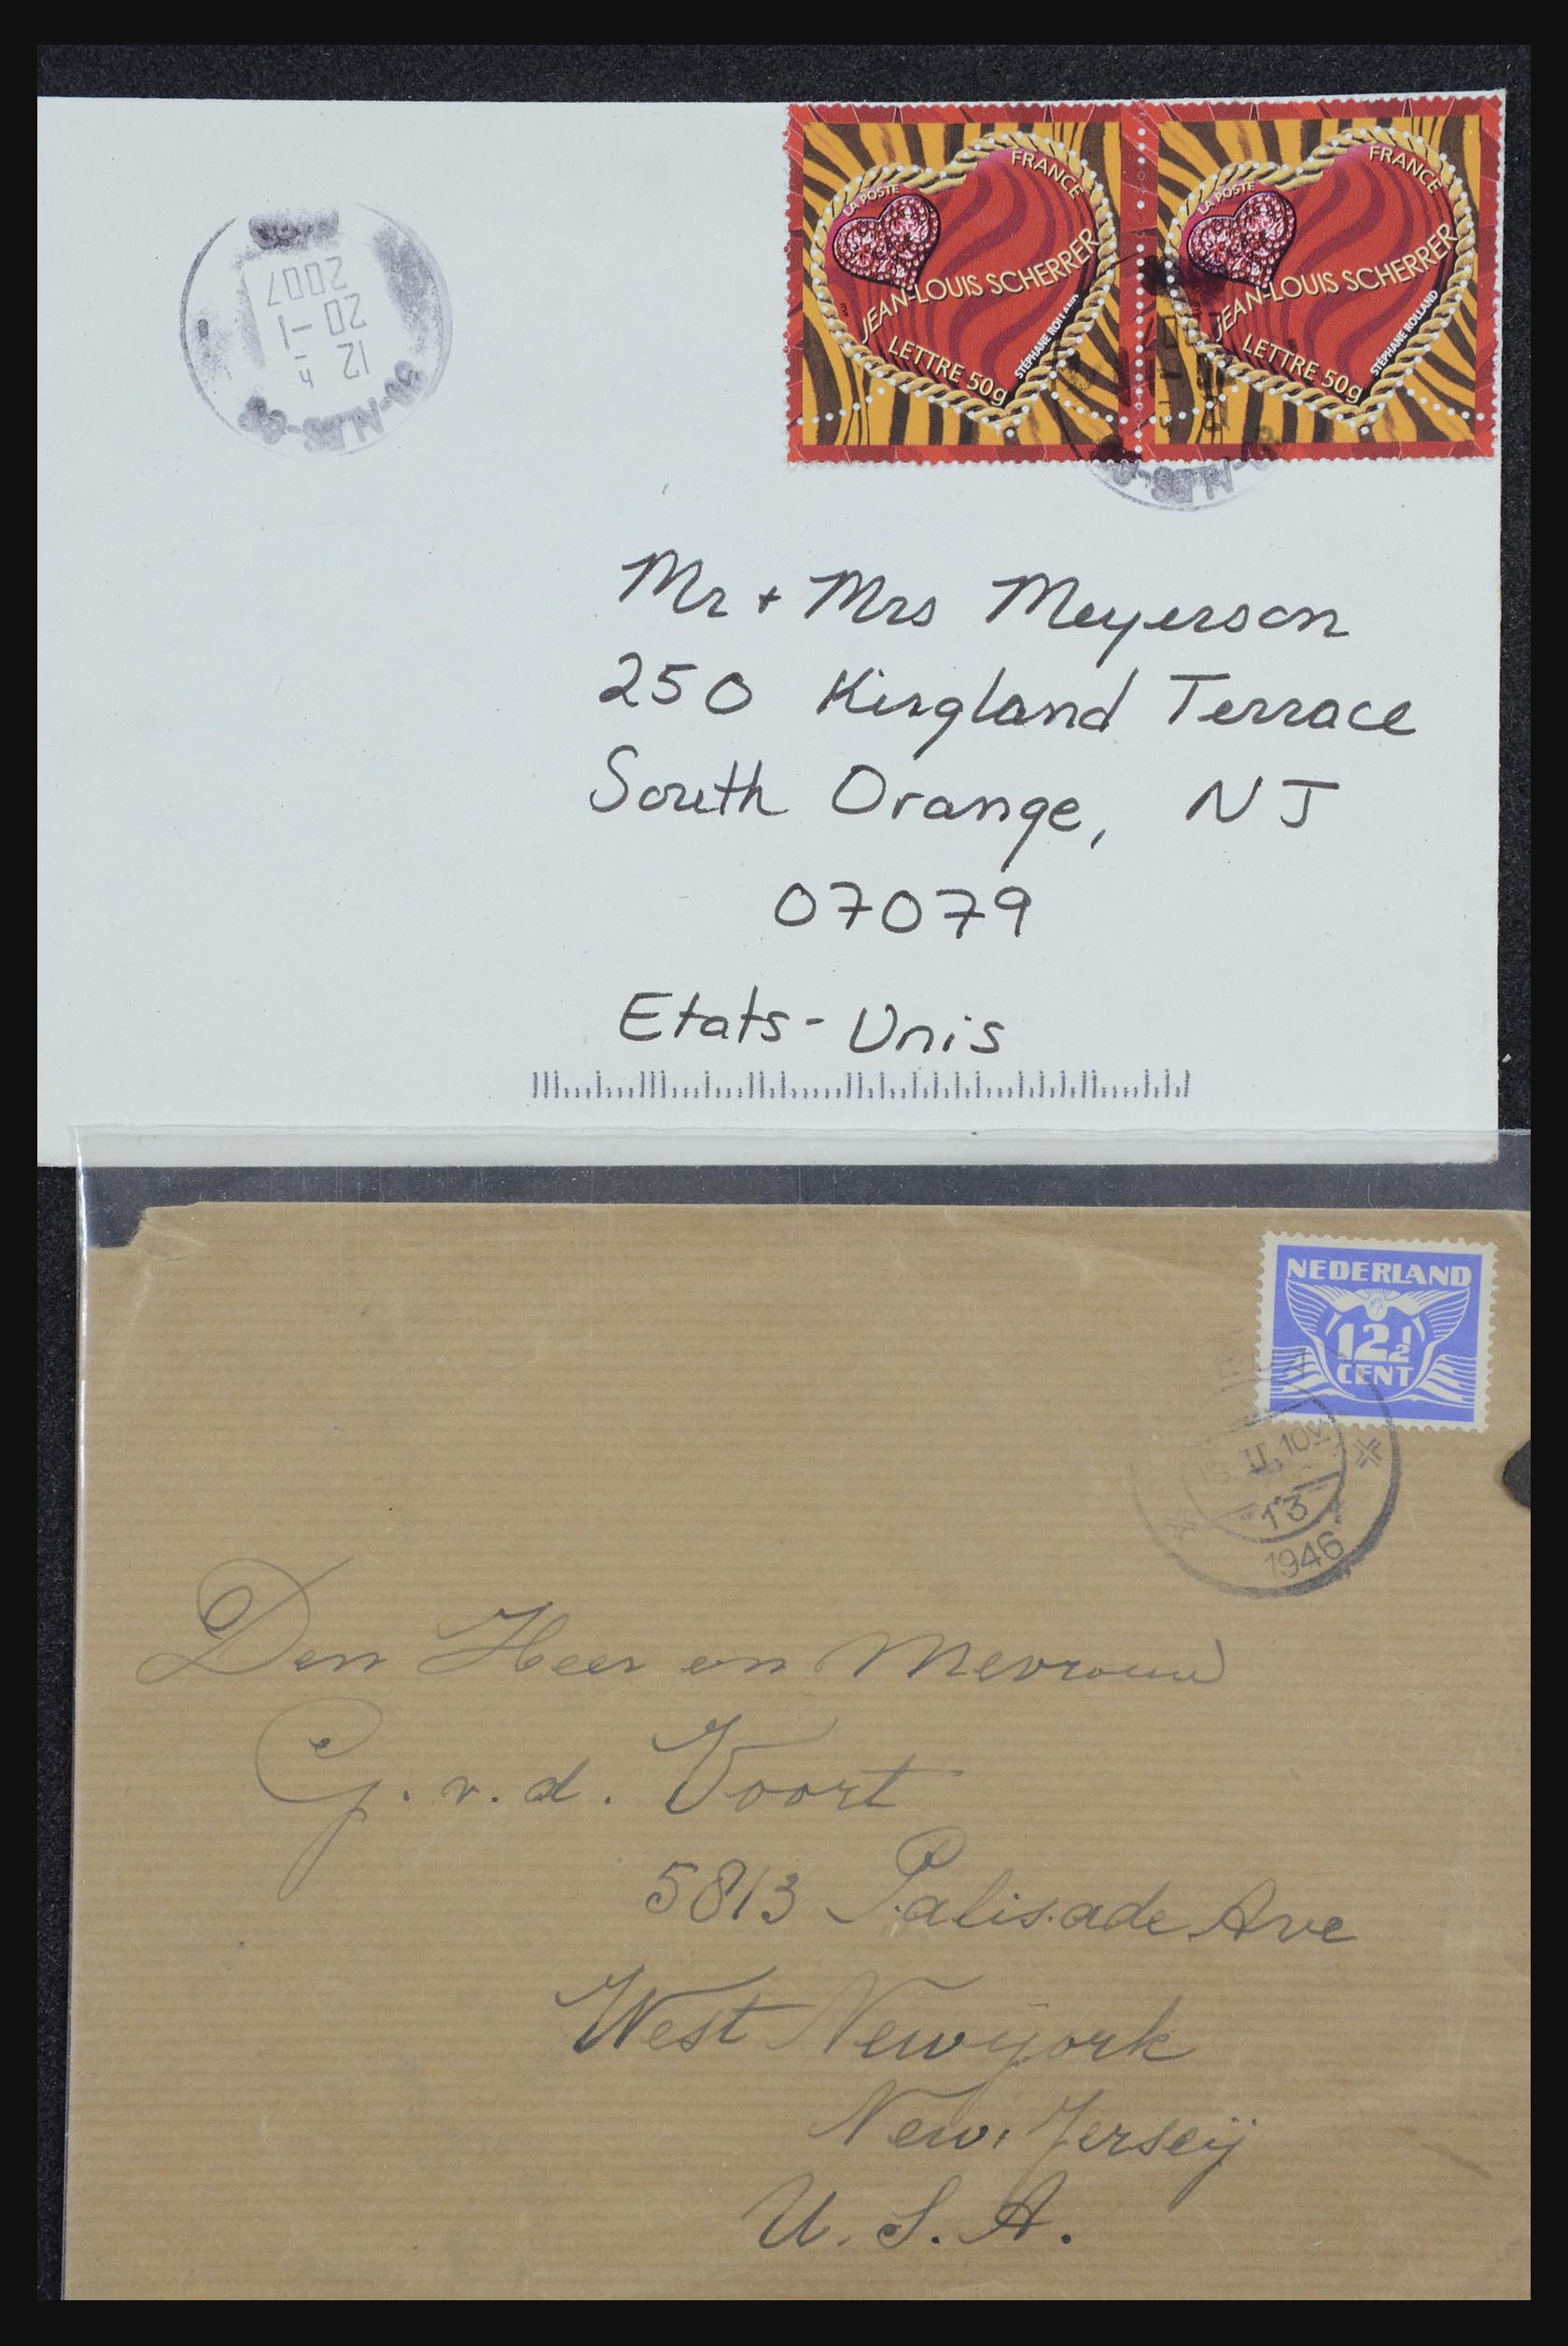 LA POSTE
FRANCE
JEAN-LOUIS SCHERRER
STÉPHANE ROLLAND
LETTRE 50g
LA POSTE
FRANCE
JEAN-LOUIS SCHERRER
STÉPHANE ROLLAND
LETTRE 50g
12 h
20-1
2007
Mr + Mrs Meyerson
250 Kingsland Terrace
South Orange, NJ
07079
Etats-Unis
NEDERLAND
12½
CENT
10V
13
1946
Den Heer en Mevrouw
G. v. d. Voort
5813 Palisade Ave
West Newyork
New Jersey
U. S. A.